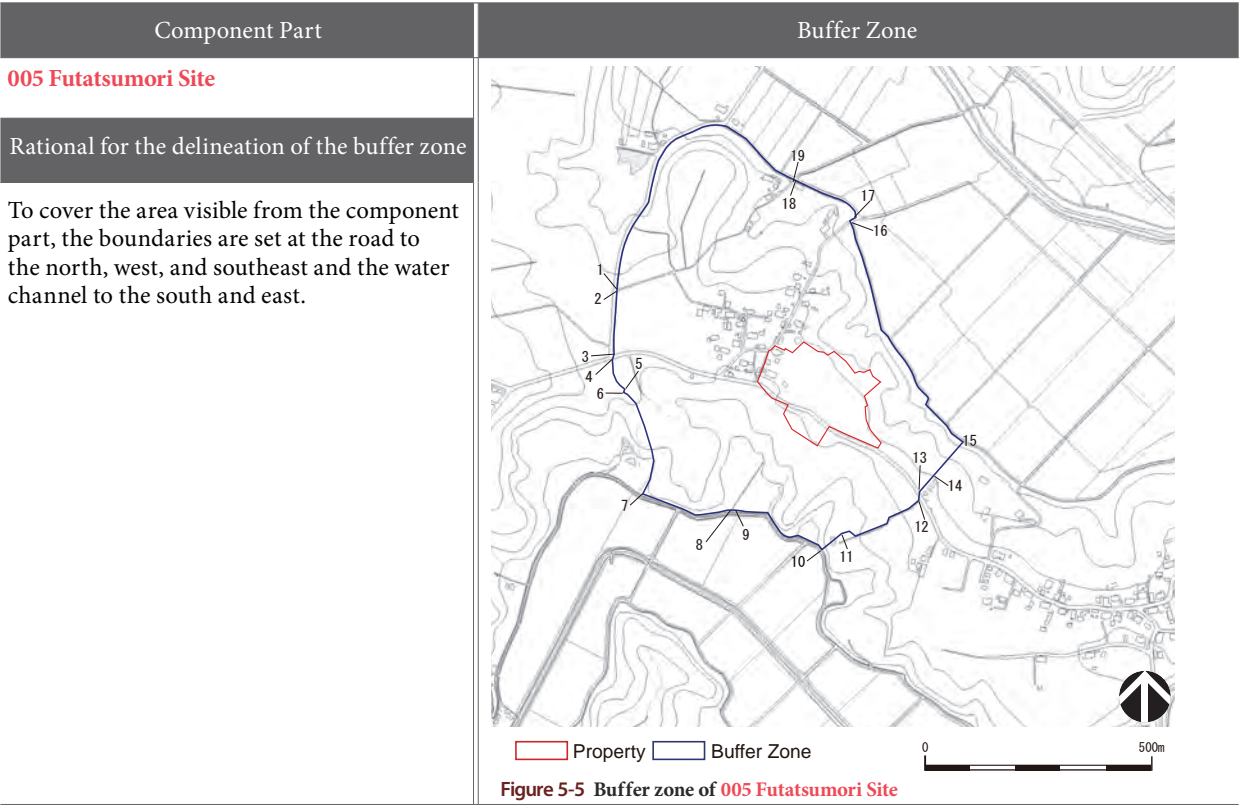 Component Part
Buffer Zone
005 Futatsumori Site
Rational for the delineation of the buffer zone
To cover the area visible from the component
part, the boundaries are set at the road to
the north, west, and southeast and the water
channel to the south and east.
19
18
17
16
1
2
3
4
5
6
15
13
14
7
12
8
9
10
11
Property
Buffer Zone
0
500m
Figure 5-5 Buffer zone of 005 Futatsumori Site